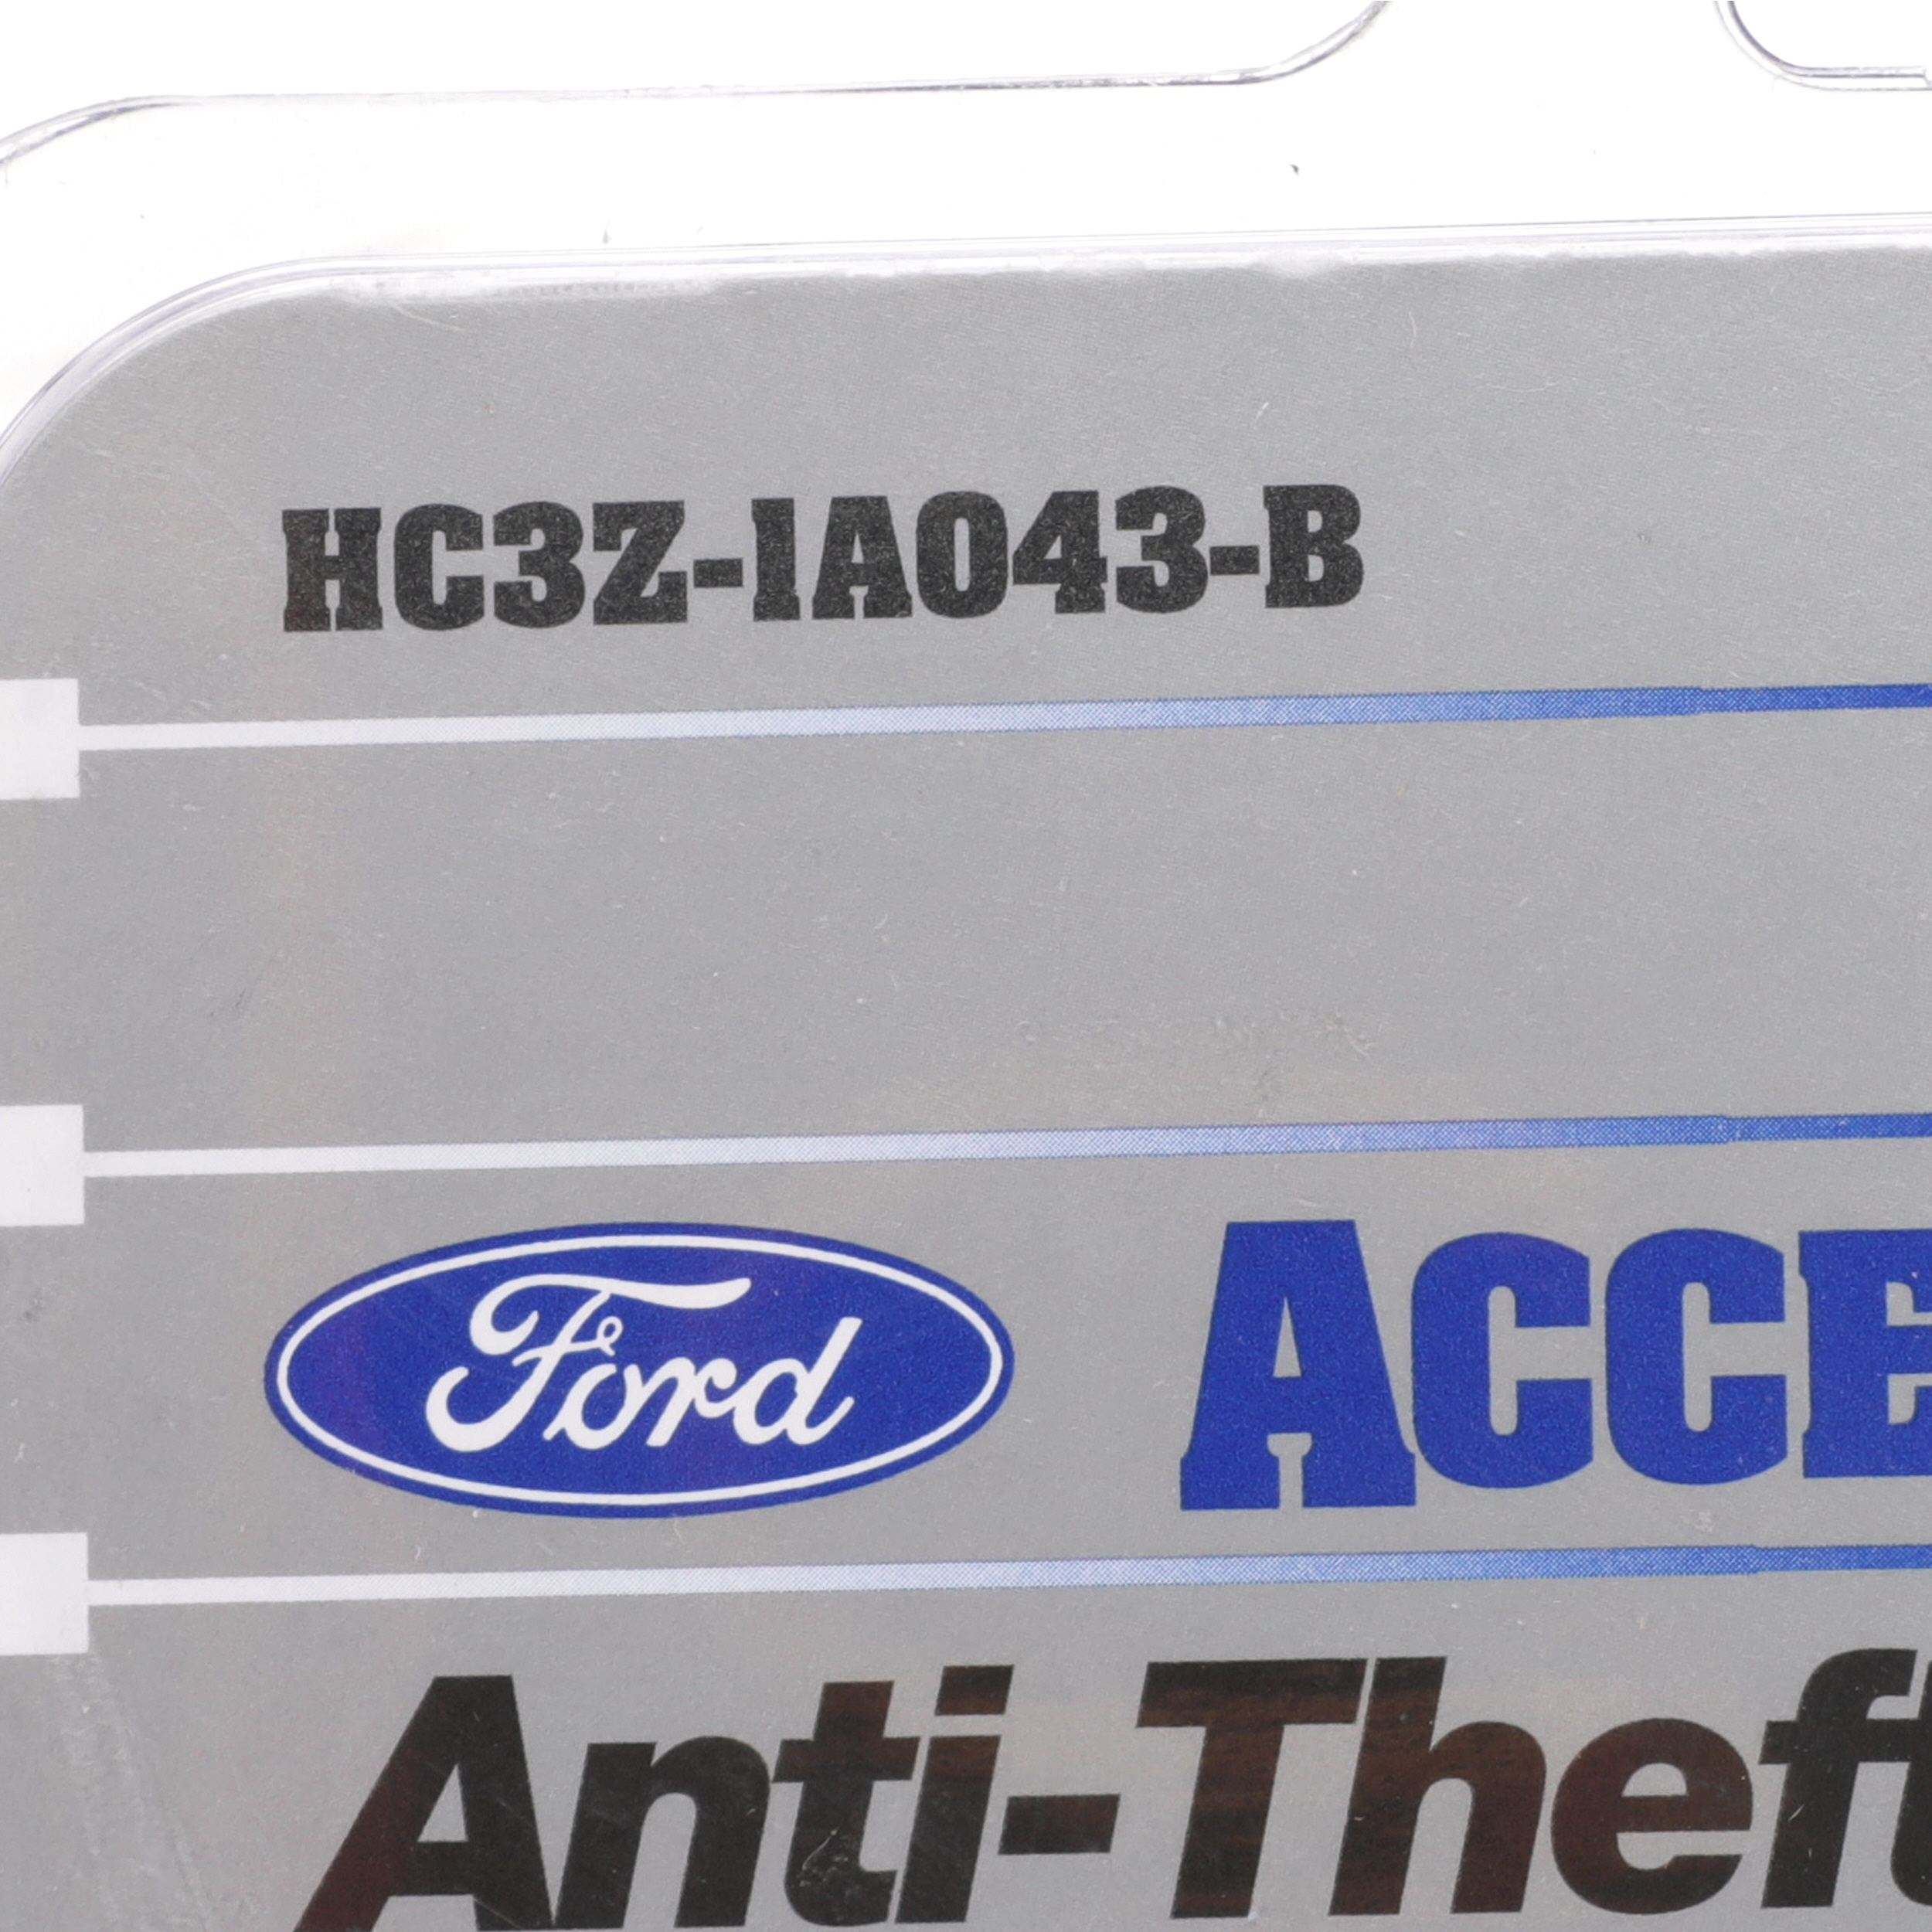 HC3Z-1A043-B
Ford ACCE
Anti-Theft